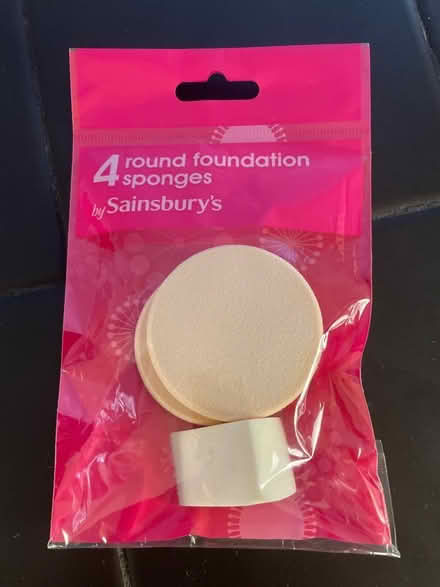 4 round foundation
sponges
by Sainsbury's